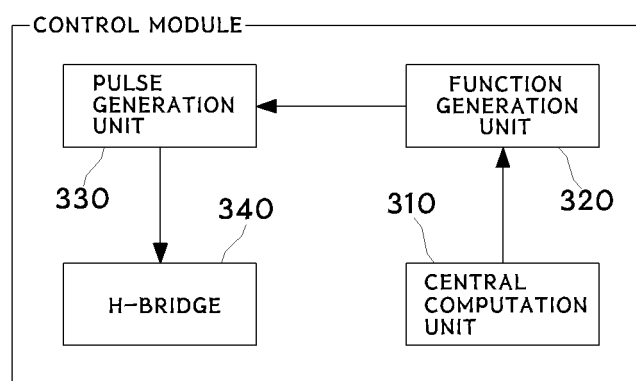 CONTROL MODULE
PULSE
GENERATION
UNIT
FUNCTION
GENERATION
UNIT
330
340
310
320
H-BRIDGE
CENTRAL
COMPUTATION
UNIT